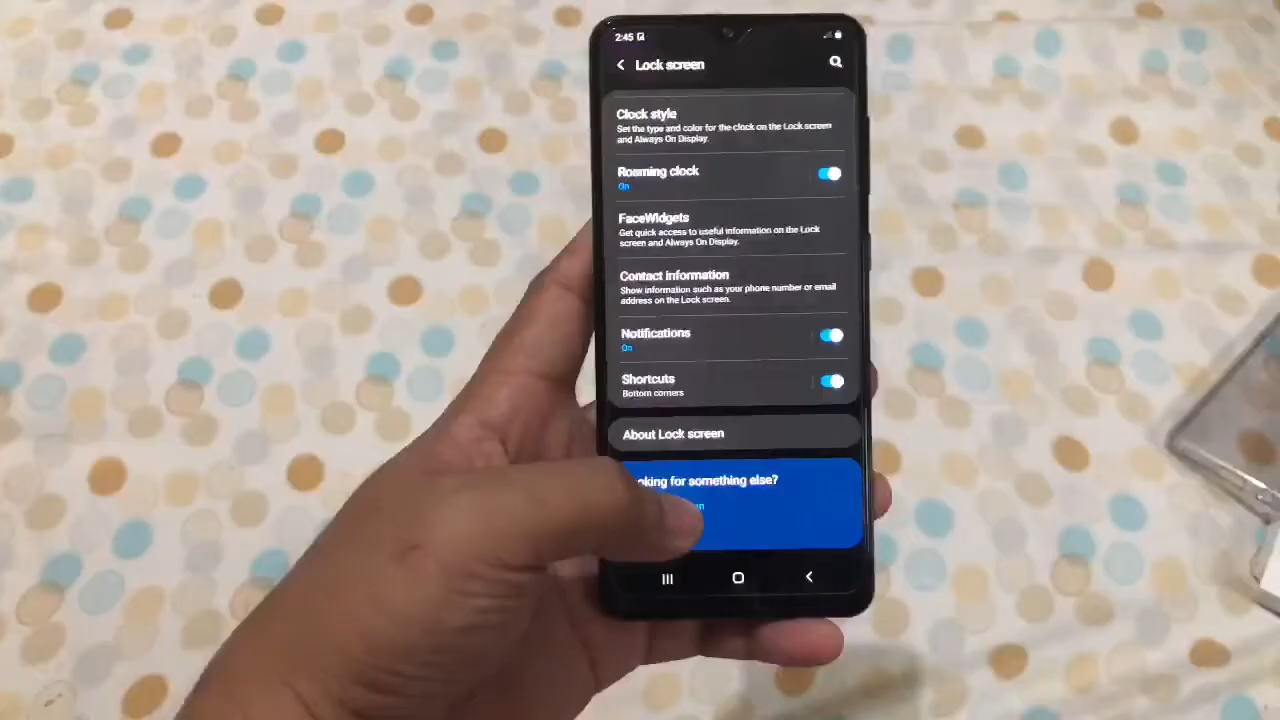 2:45
Lock screen
Clock style
Set the type and color for the clock on the Lock screen
and Always On Display.
Roaming clock
On
FaceWidgets
Get quick access to useful information on the Lock
screen and Always On Display.
Contact information
Show information such as your phone number or email
address on the Lock screen.
Notifications
On
Shortcuts
Bottom corners
About Lock screen
oking for something else?